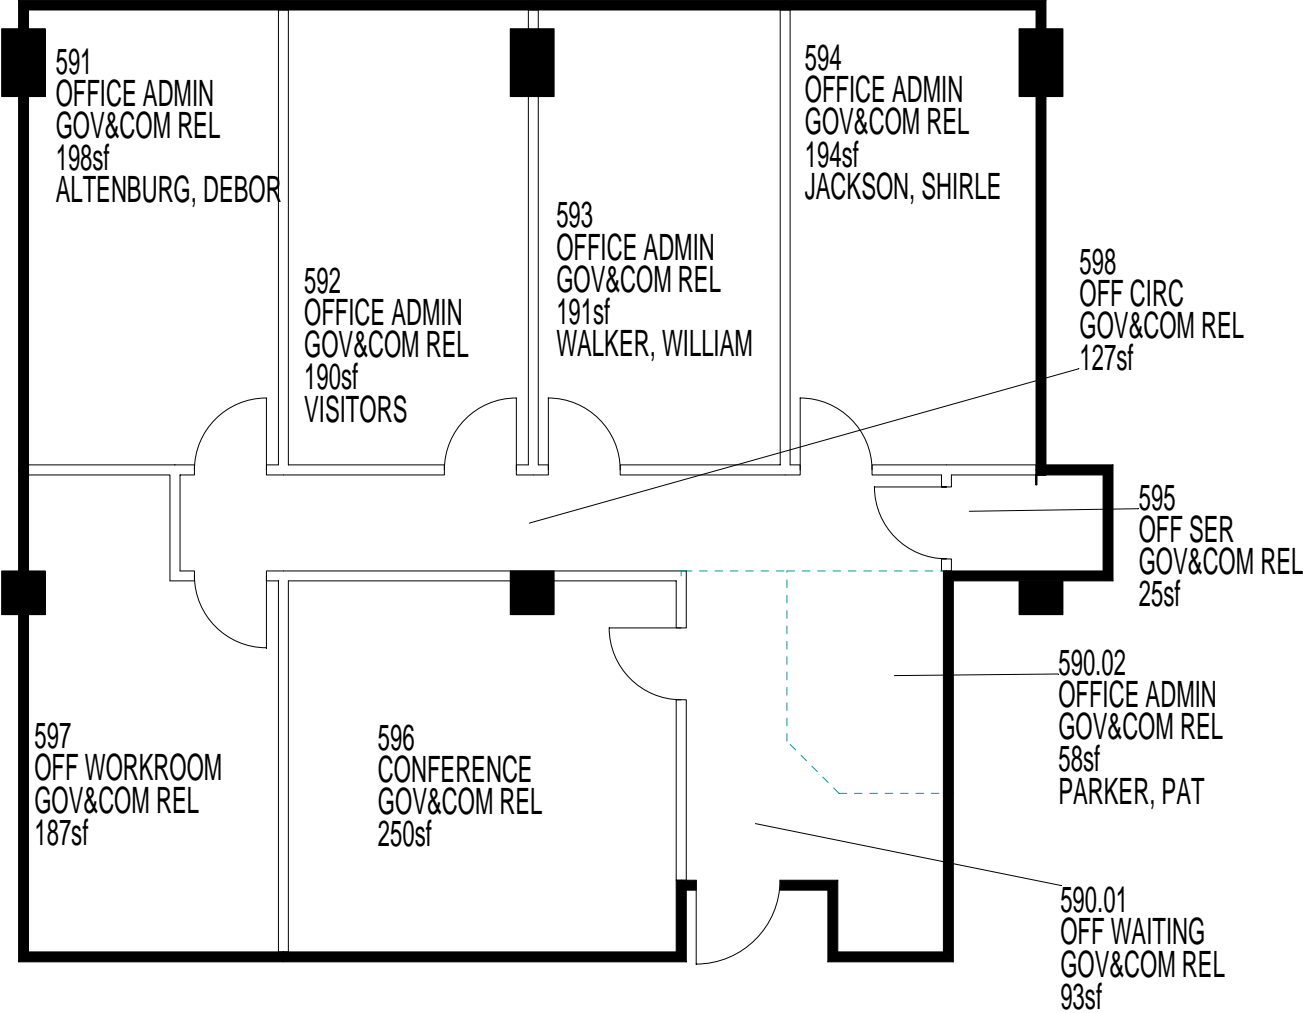 591
OFFICE ADMIN
GOV&COM REL
198sf
ALTENBURG, DEBOR
592
OFFICE ADMIN
GOV&COM REL
190sf
VISITORS
593
OFFICE ADMIN
GOV&COM REL
191sf
WALKER, WILLIAM
594
OFFICE ADMIN
GOV&COM REL
194sf
JACKSON, SHIRLE
598
OFF CIRC
GOV&COM REL
127sf
595
OFF SER
GOV&COM REL
25sf
590.02
OFFICE ADMIN
GOV&COM REL
58sf
PARKER, PAT
597
OFF WORKROOM
GOV&COM REL
187sf
596
CONFERENCE
GOV&COM REL
250sf
590.01
OFF WAITING
GOV&COM REL
93sf